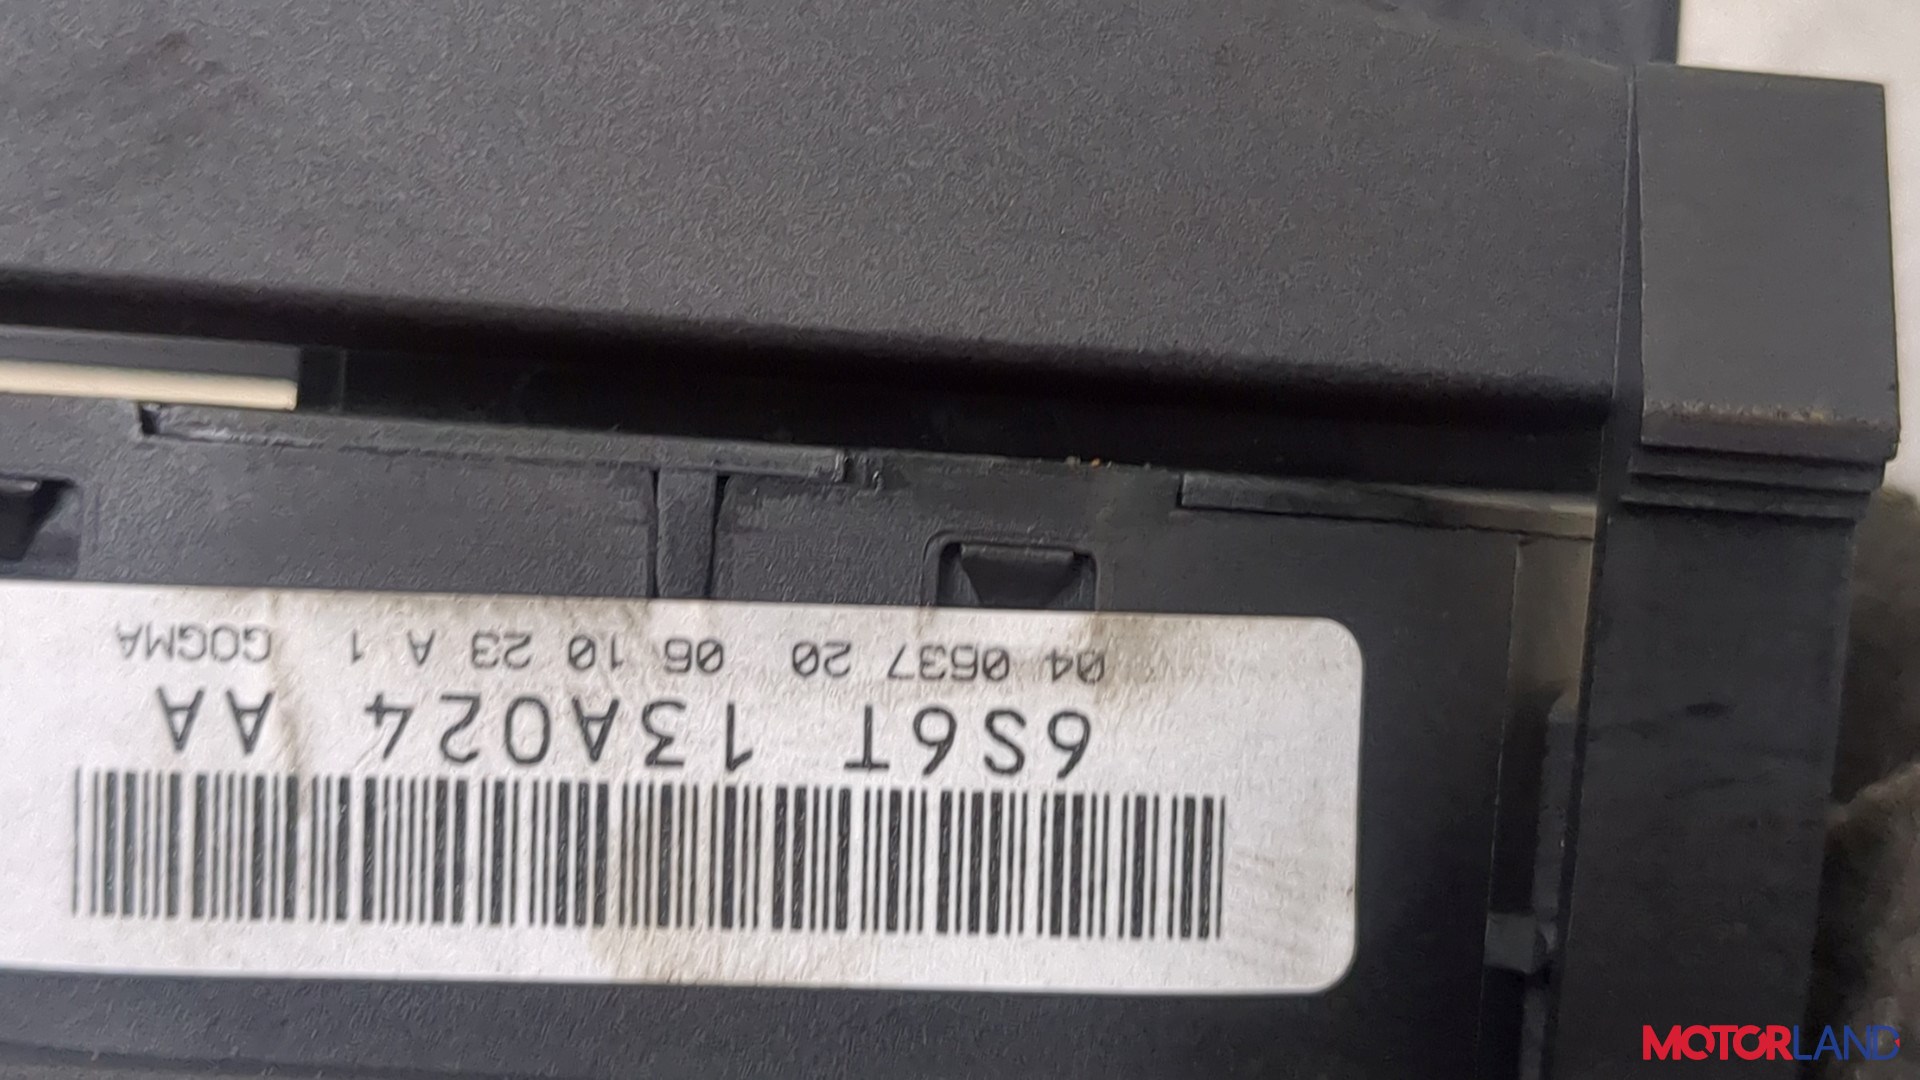 6S6T 13A024 AA
04 0637 20 06 10 23 A 1 GOGMA
MOTORLAND